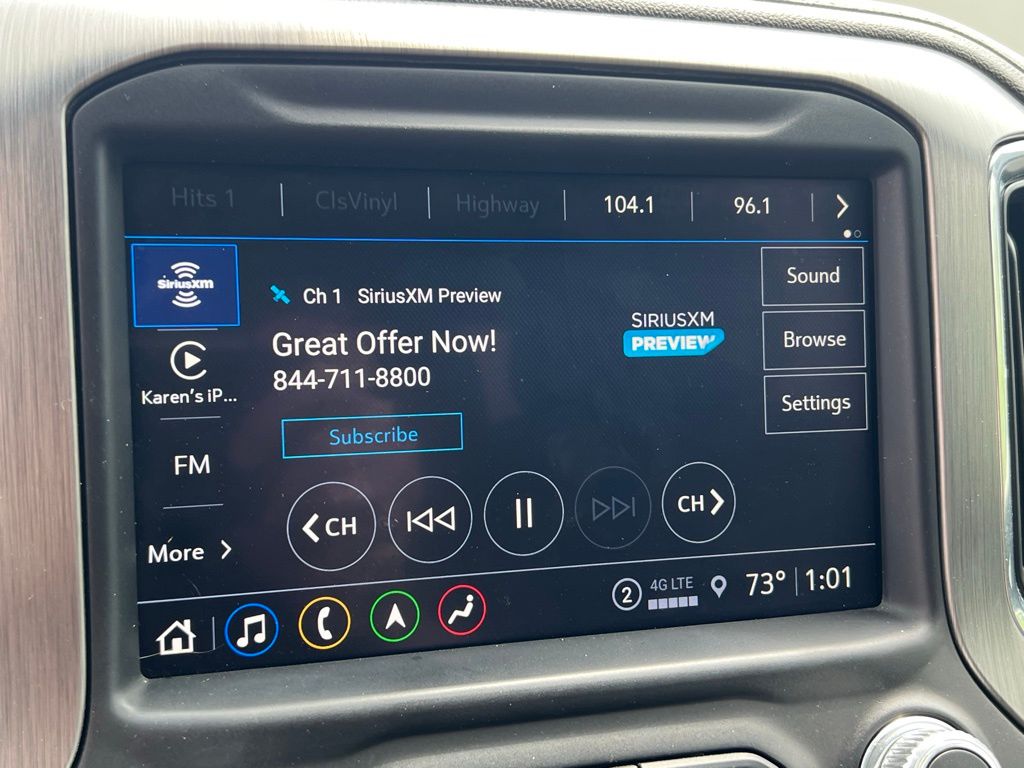 Hits 1 ClsVinyl Highway 104.1 96.1
SiriusXM
Ch 1 SiriusXM Preview
Great Offer Now!
844-711-8800
SIRIUSXM
PREVIEW
Subscribe
Sound
Browse
Settings
Karen's iP...
FM
More
CH
CH
2 4G LTE 73° 1:01